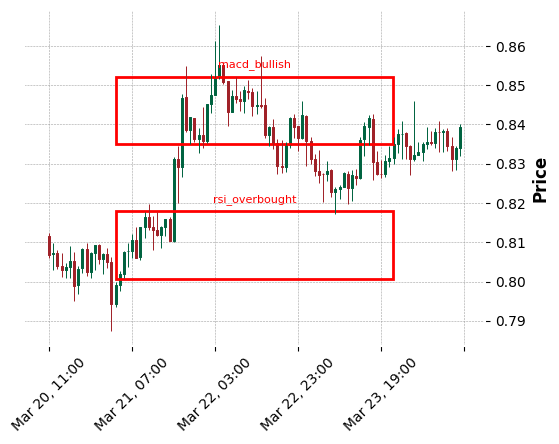 0.86
macd_bullish
0.85
0.84
0.83
Price
0.82
rsi_overbought
0.81
0.80
0.79
Mar 20, 11:00
Mar 21, 07:00
Mar 22, 03:00
Mar 22, 23:00
Mar 23, 19:00